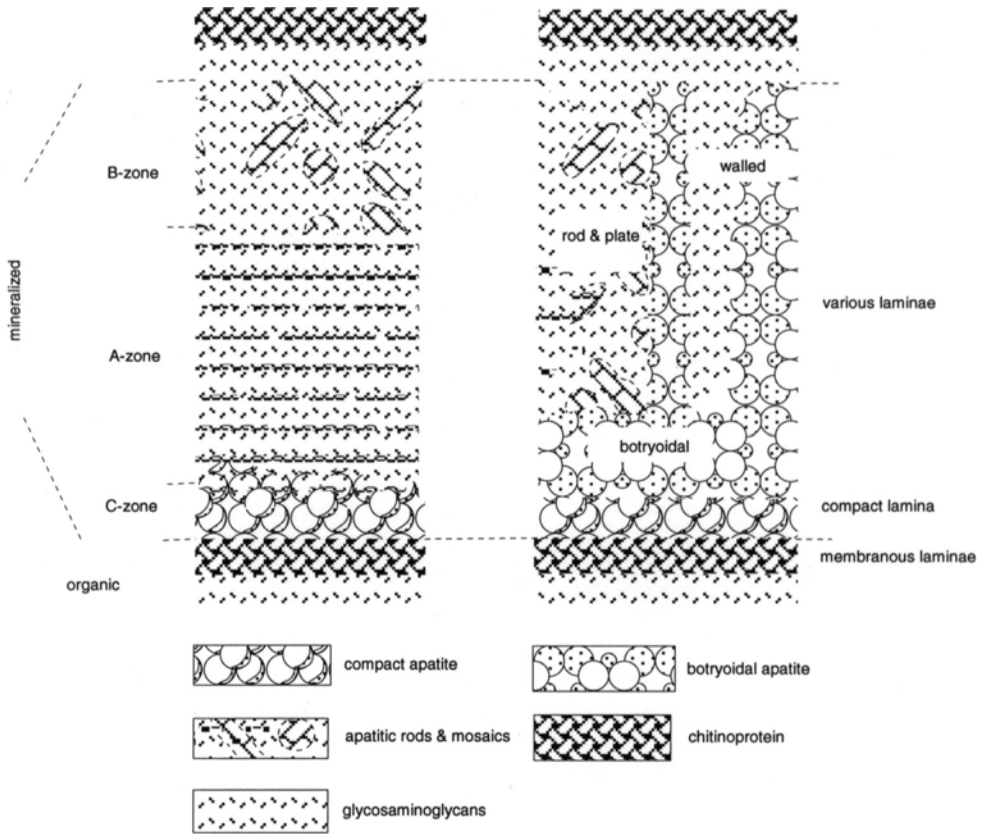 B-zone
walled
rod & plate
mineralized
various laminae
A-zone
botryoidal
C-zone
compact lamina
membranous laminae
organic
compact apatite
botryoidal apatite
apatitic rods & mosaics
chitinoprotein
glycosaminoglycans